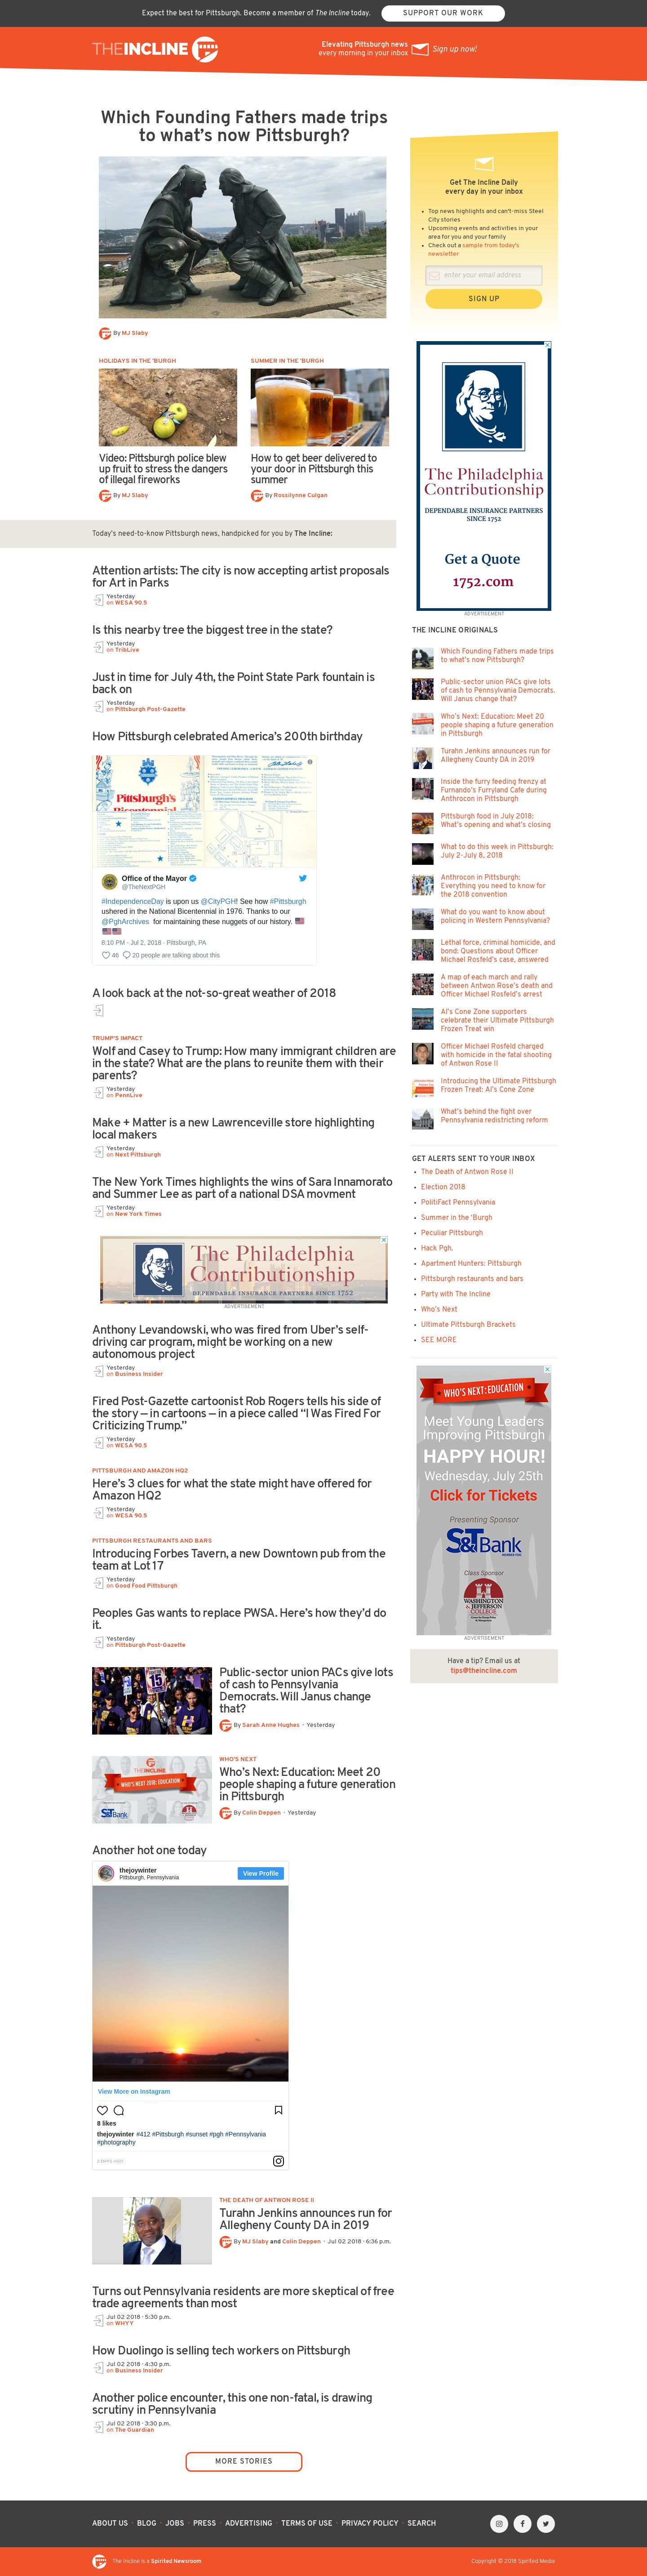 Expect the best for Pittsburgh. Become a member of The Incline today.
SUPPORT OUR WORK
THEINCLINE
Elevating Pittsburgh news
every morning in your inbox
Sign up now!
Which Founding Fathers made trips
to what's now Pittsburgh?
By MJ Slaby
HOLIDAYS IN THE 'BURGH
Video: Pittsburgh police blew
up fruit to stress the dangers
of illegal fireworks
By MJ Slaby
SUMMER IN THE 'BURGH
How to get beer delivered to
your door in Pittsburgh this
summer
By Rossilynne Culgan
Today's need-to-know Pittsburgh news, handpicked for you by The Incline:
Attention artists: The city is now accepting artist proposals
for Art in Parks
Yesterday
on WESA 90.5
Is this nearby tree the biggest tree in the state?
Yesterday
on TribLive
Just in time for July 4th, the Point State Park fountain is
back on
Yesterday
on Pittsburgh Post-Gazette
How Pittsburgh celebrated America's 200th birthday
Pittsburgh's
Bicentennial
Office of the Mayor
@TheNextPGH
#IndependenceDay is upon us @CityPGH! See how #Pittsburgh
ushered in the National Bicentennial in 1976. Thanks to our
@PghArchives for maintaining these nuggets of our history.
6:10 PM - Jul 2, 2018 · Pittsburgh, PA
46 20 people are talking about this
A look back at the not-so-great weather of 2018
TRUMP'S IMPACT
Wolf and Casey to Trump: How many immigrant children are
in the state? What are the plans to reunite them with their
parents?
Yesterday
on PennLive
Make + Matter is a new Lawrenceville store highlighting
local makers
Yesterday
on Next Pittsburgh
The New York Times highlights the wins of Sara Innamorato
and Summer Lee as part of a national DSA movment
Yesterday
on New York Times
The Philadelphia
Contributionship
DEPENDABLE INSURANCE PARTNERS SINCE 1752
ADVERTISEMENT
Anthony Levandowski, who was fired from Uber's self-
driving car program, might be working on a new
autonomous project
Yesterday
on Business Insider
Fired Post-Gazette cartoonist Rob Rogers tells his side of
the story — in cartoons — in a piece called “I Was Fired For
Criticizing Trump.”
Yesterday
on WESA 90.5
PITTSBURGH AND AMAZON HQ2
Here's 3 clues for what the state might have offered for
Amazon HQ2
Yesterday
on WESA 90.5
PITTSBURGH RESTAURANTS AND BARS
Introducing Forbes Tavern, a new Downtown pub from the
team at Lot 17
Yesterday
on Good Food Pittsburgh
Peoples Gas wants to replace PWSA. Here's how they'd do
it.
Yesterday
on Pittsburgh Post-Gazette
15
Public-sector union PACs give lots
of cash to Pennsylvania
Democrats. Will Janus change
that?
By Sarah Anne Hughes · Yesterday
THEINCLINE
WHO'S NEXT 2018: EDUCATION
S&T Bank
WHO'S NEXT
Who's Next: Education: Meet 20
people shaping a future generation
in Pittsburgh
By Colin Deppen · Yesterday
Another hot one today
thejoywinter
Pittsburgh, Pennsylvania
View Profile
View More on Instagram
8 likes
thejoywinter #412 #Pittsburgh #sunset #pgh #Pennsylvania
#photography
THE DEATH OF ANTWON ROSE II
Turahn Jenkins announces run for
Allegheny County DA in 2019
By MJ Slaby and Colin Deppen · Jul 02 2018 · 6:36 p.m.
Turns out Pennsylvania residents are more skeptical of free
trade agreements than most
Jul 02 2018 · 5:30 p.m.
on WHYY
How Duolingo is selling tech workers on Pittsburgh
Jul 02 2018 · 4:30 p.m.
on Business Insider
Another police encounter, this one non-fatal, is drawing
scrutiny in Pennsylvania
Jul 02 2018 · 3:30 p.m.
on The Guardian
MORE STORIES
Get The Incline Daily
every day in your inbox
Top news highlights and can't-miss Steel
City stories
Upcoming events and activities in your
area for you and your family
Check out a sample from today's
newsletter
enter your email address
SIGN UP
The Philadelphia
Contributionship
DEPENDABLE INSURANCE PARTNERS
SINCE 1752
Get a Quote
1752.com
ADVERTISEMENT
THE INCLINE ORIGINALS
Which Founding Fathers made trips
to what's now Pittsburgh?
Public-sector union PACs give lots
of cash to Pennsylvania Democrats.
Will Janus change that?
Who's Next: Education: Meet 20
people shaping a future generation
in Pittsburgh
Turahn Jenkins announces run for
Allegheny County DA in 2019
Inside the furry feeding frenzy at
Furnando's Furryland Cafe during
Anthrocon in Pittsburgh
Pittsburgh food in July 2018:
What's opening and what's closing
What to do this week in Pittsburgh:
July 2-July 8, 2018
Anthrocon in Pittsburgh:
Everything you need to know for
the 2018 convention
What do you want to know about
policing in Western Pennsylvania?
Lethal force, criminal homicide, and
bond: Questions about Officer
Michael Rosfeld's case, answered
A map of each march and rally
between Antwon Rose's death and
Officer Michael Rosfeld's arrest
Al's Cone Zone supporters
celebrate their Ultimate Pittsburgh
Frozen Treat win
Officer Michael Rosfeld charged
with homicide in the fatal shooting
of Antwon Rose II
Introducing the Ultimate Pittsburgh
Frozen Treat: Al's Cone Zone
What's behind the fight over
Pennsylvania redistricting reform
GET ALERTS SENT TO YOUR INBOX
The Death of Antwon Rose II
Election 2018
PolitiFact Pennsylvania
Summer in the 'Burgh
Peculiar Pittsburgh
Hack Pgh.
Apartment Hunters: Pittsburgh
Pittsburgh restaurants and bars
Party with The Incline
Who's Next
Ultimate Pittsburgh Brackets
SEE MORE
WHO'S NEXT: EDUCATION
Meet Young Leaders
Improving Pittsburgh
HAPPY HOUR!
Wednesday, July 25th
Click for Tickets
Presenting Sponsor
S&T Bank
Class Sponsor
WASHINGTON
& JEFFERSON
COLLEGE
ADVERTISEMENT
Have a tip? Email us at
tips@theincline.com
ABOUT US · BLOG · JOBS · PRESS · ADVERTISING · TERMS OF USE · PRIVACY POLICY · SEARCH
The Incline is a Spirited Newsroom
Copyright © 2018 Spirited Media